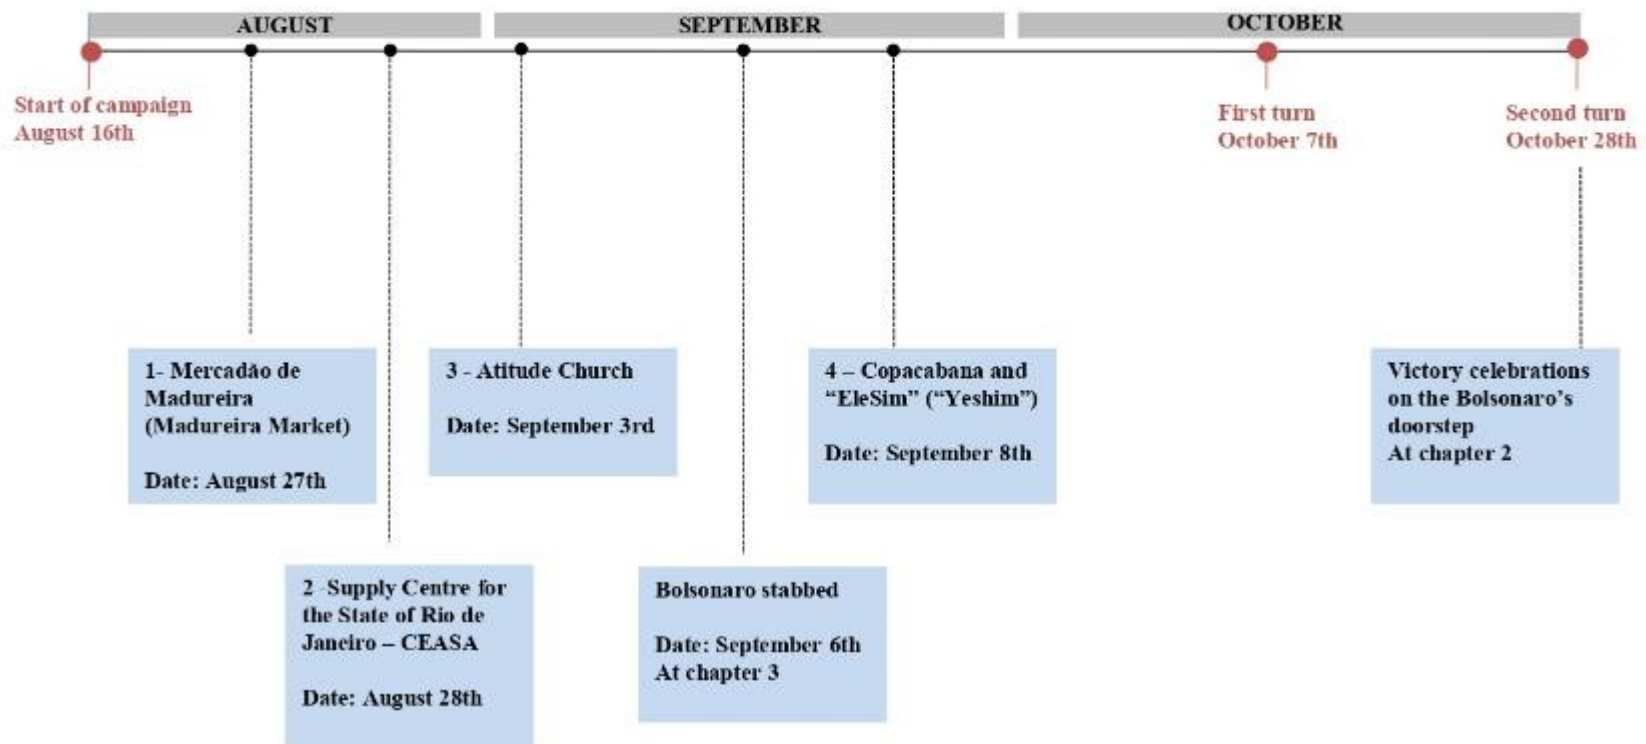 AUGUST
SEPTEMBER
OCTOBER
Start of campaign
August 16th
First turn
October 7th
Second turn
October 28th
1- Mercadão de
Madureira
(Madureira Market)
Date: August 27th
2 -Supply Centre for
the State of Rio de
Janeiro – CEASA
Date: August 28th
3 - Atitude Church
Date: September 3rd
Bolsonaro stabbed
Date: September 6th
At chapter 3
4 – Copacabana and
“EleSim” (“Yeshim”)
Date: September 8th
Victory celebrations
on the Bolsonaro’s
doorstep
At chapter 2